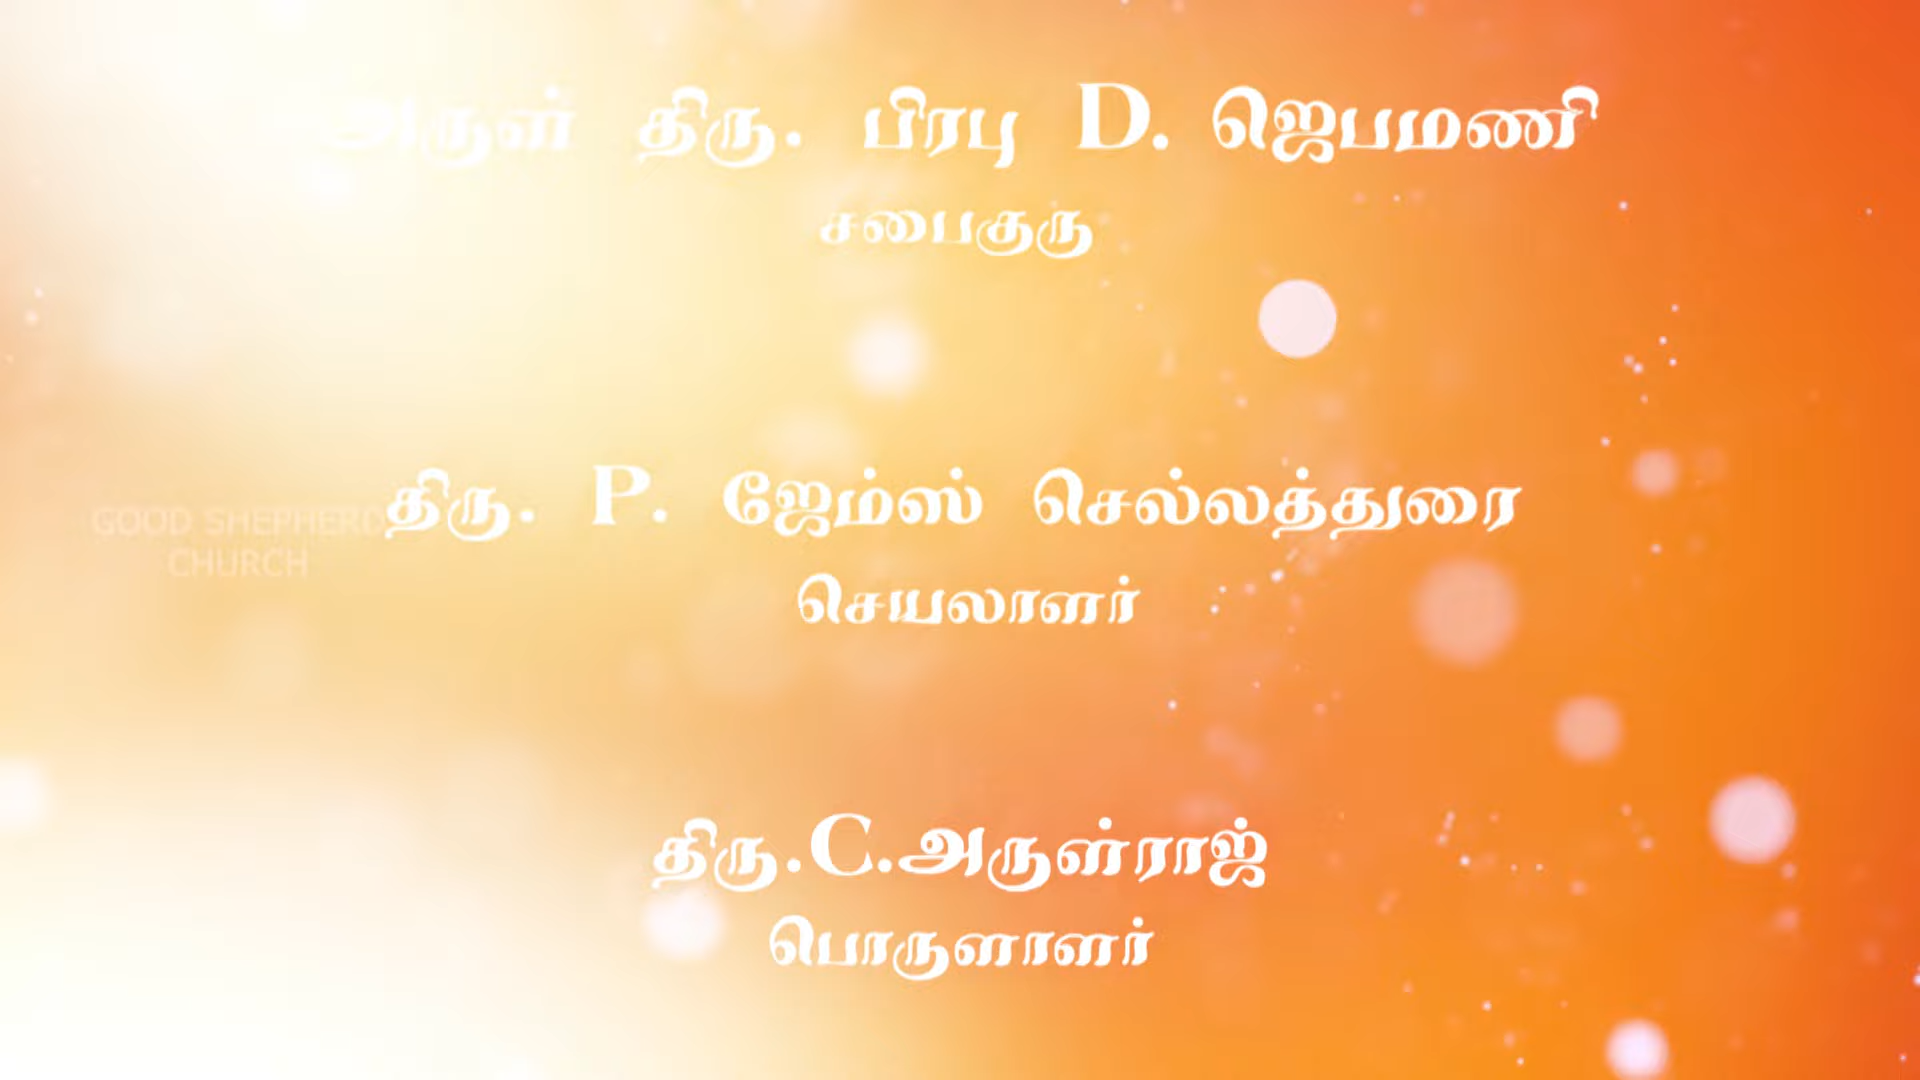 அருள் திரு. பிரபு D. ஜெபமணி
சபைகுரு
GOOD SHEPHERD
CHURCH
திரு. P. ஜேம்ஸ் செல்லத்துரை
செயலாளர்
திரு.C.அருள்ராஜ்
பொருளாளர்